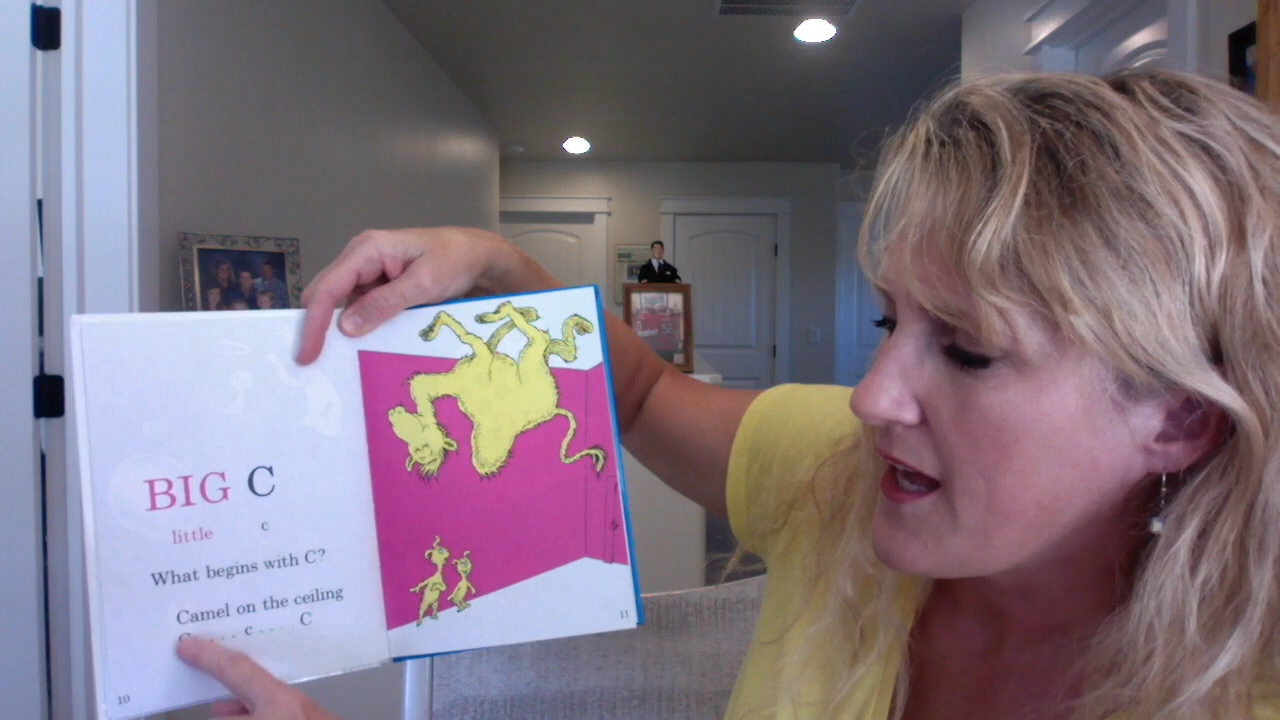 BIG C
little c
What begins with C?
Camel on the ceiling
C....c....C
10
11